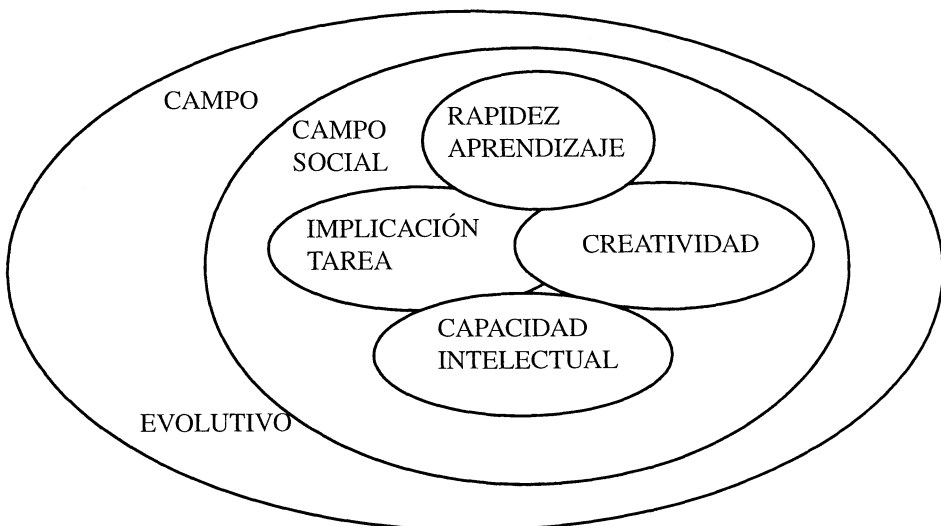 CAMPO
CAMPO
SOCIAL
RAPIDEZ
APRENDIZAJE
IMPLICACIÓN
TAREA
CREATIVIDAD
CAPACIDAD
INTELECTUAL
EVOLUTIVO